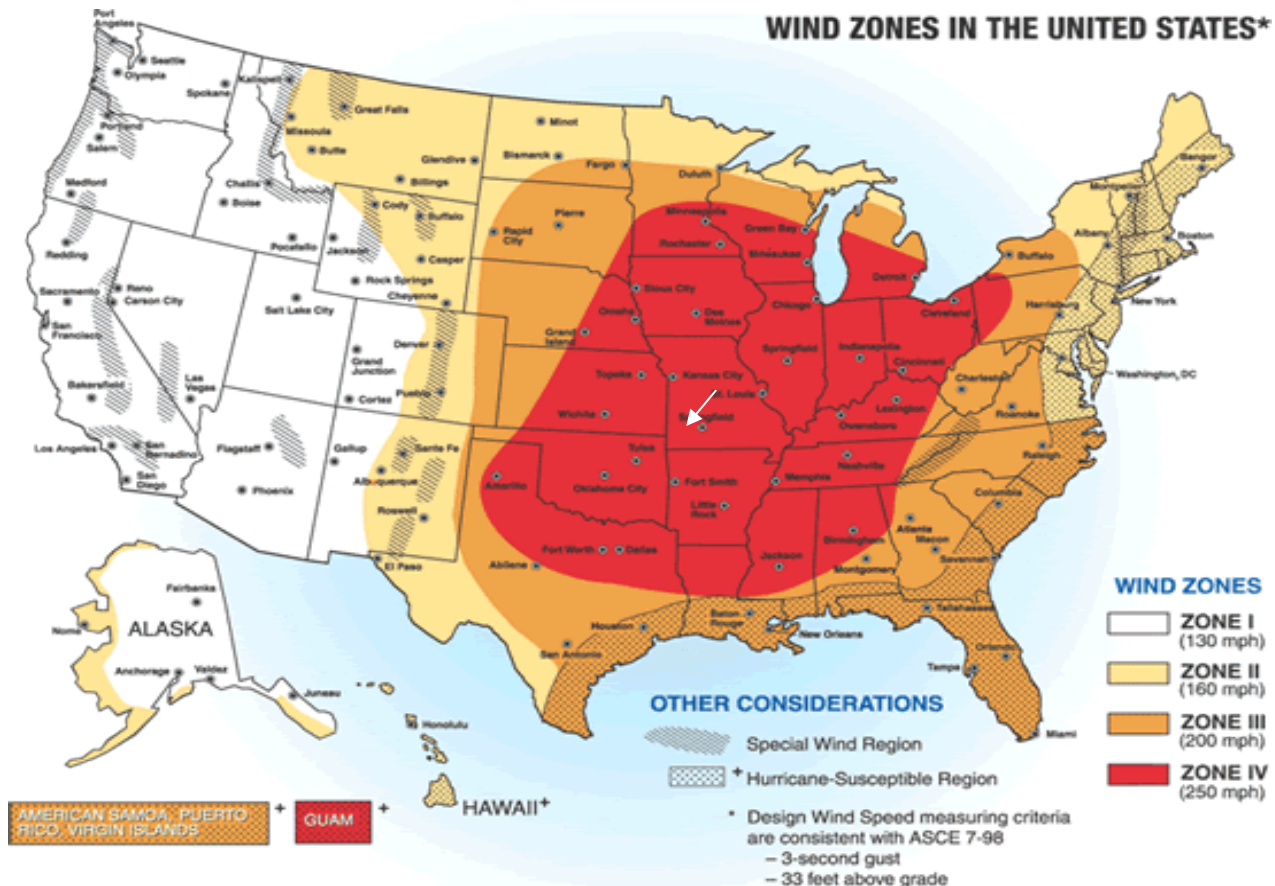 WIND ZONES IN THE UNITED STATES*
Port
Angeles
Seattle
Olympia
Spokane
Kalispell
Great Falls
Minot
Portland
Salem
Missoula
Butte
Glendive
Bismarck
Fargo
Duluth
Bangor
Medford
Challis
Boise
Billings
Cody
Buffalo
Pierre
Rapid
City
Minneapolis
Green Bay
Montpelier
Redding
Pocatello
Jackson
Casper
Rochester
Milwaukee
Albany
Boston
Buffalo
Rock Springs
Cheyenne
Sioux City
Detroit
Sacramento
Reno
Carson City
Salt Lake City
Omaha
Des
Moines
Chicago
Cleveland
Harrisburg
New York
San
Francisco
Grand
Island
Denver
Grand
Junction
Springfield
Indianapolis
Cincinnati
Washington, DC
Las
Vegas
Bakersfield
Cortez
Pueblo
Topeka
Kansas City
St. Louis
Charleston
Lexington
Roanoke
Wichita
Springfield
Owensboro
Los Angeles
San
Bernadino
Flagstaff
Gallup
Sante Fe
Tulsa
Nashville
Raleigh
San
Diego
Phoenix
Albuquerque
Amarillo
Oklahoma City
Fort Smith
Memphis
Columbia
Roswell
Little
Rock
Atlanta
Macon
Birmingham
El Paso
Fort Worth
Dallas
Jackson
Savannah
Abilene
Montgomery
Tallahassee
Baton
Rouge
New Orleans
Houston
San Antonio
Orlando
Tampa
Miami
Fairbanks
ALASKA
Nome
Anchorage
Valdez
Juneau
Honolulu
HAWAII+
AMERICAN SAMOA, PUERTO
RICO, VIRGIN ISLANDS
+
GUAM
+
OTHER CONSIDERATIONS
Special Wind Region
+ Hurricane-Susceptible Region
* Design Wind Speed measuring criteria
are consistent with ASCE 7-98
– 3-second gust
– 33 feet above grade
WIND ZONES
ZONE I
(130 mph)
ZONE II
(160 mph)
ZONE III
(200 mph)
ZONE IV
(250 mph)